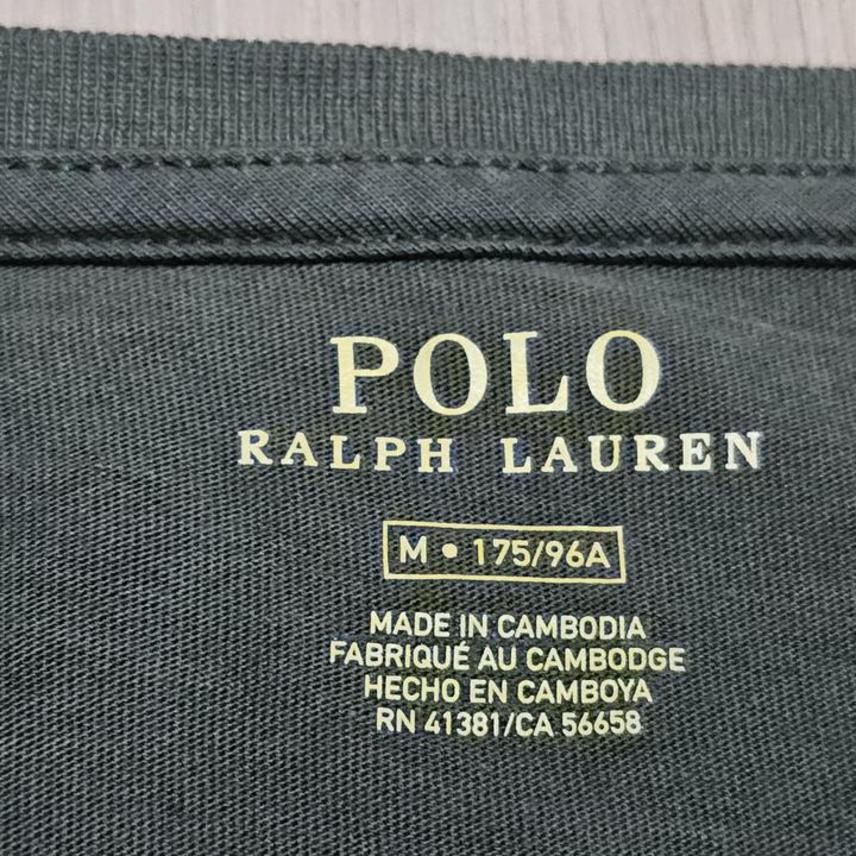 POLO
RALPH LAUREN
M • 175/96A
MADE IN CAMBODIA
FABRIQUÉ AU CAMBODGE
HECHO EN CAMBOYA
RN 41381/CA 56658